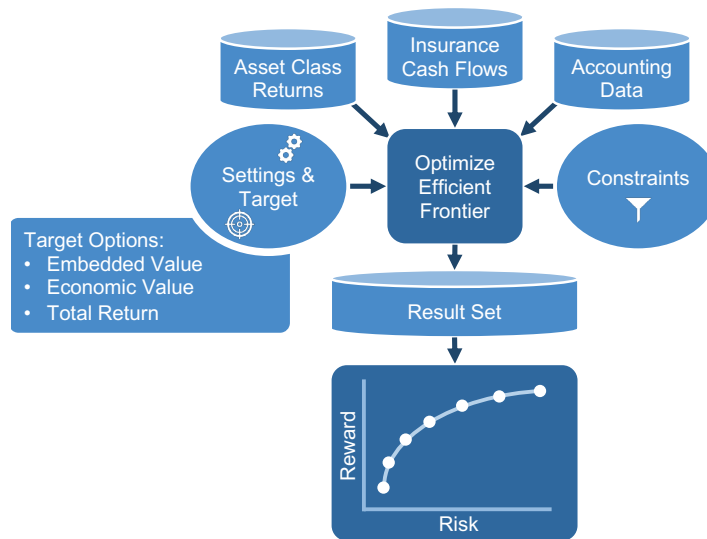 Asset Class
Returns
Insurance
Cash Flows
Accounting
Data
Settings &
Target
Optimize
Efficient
Frontier
Constraints
Target Options:
• Embedded Value
• Economic Value
• Total Return
Result Set
Reward
Risk